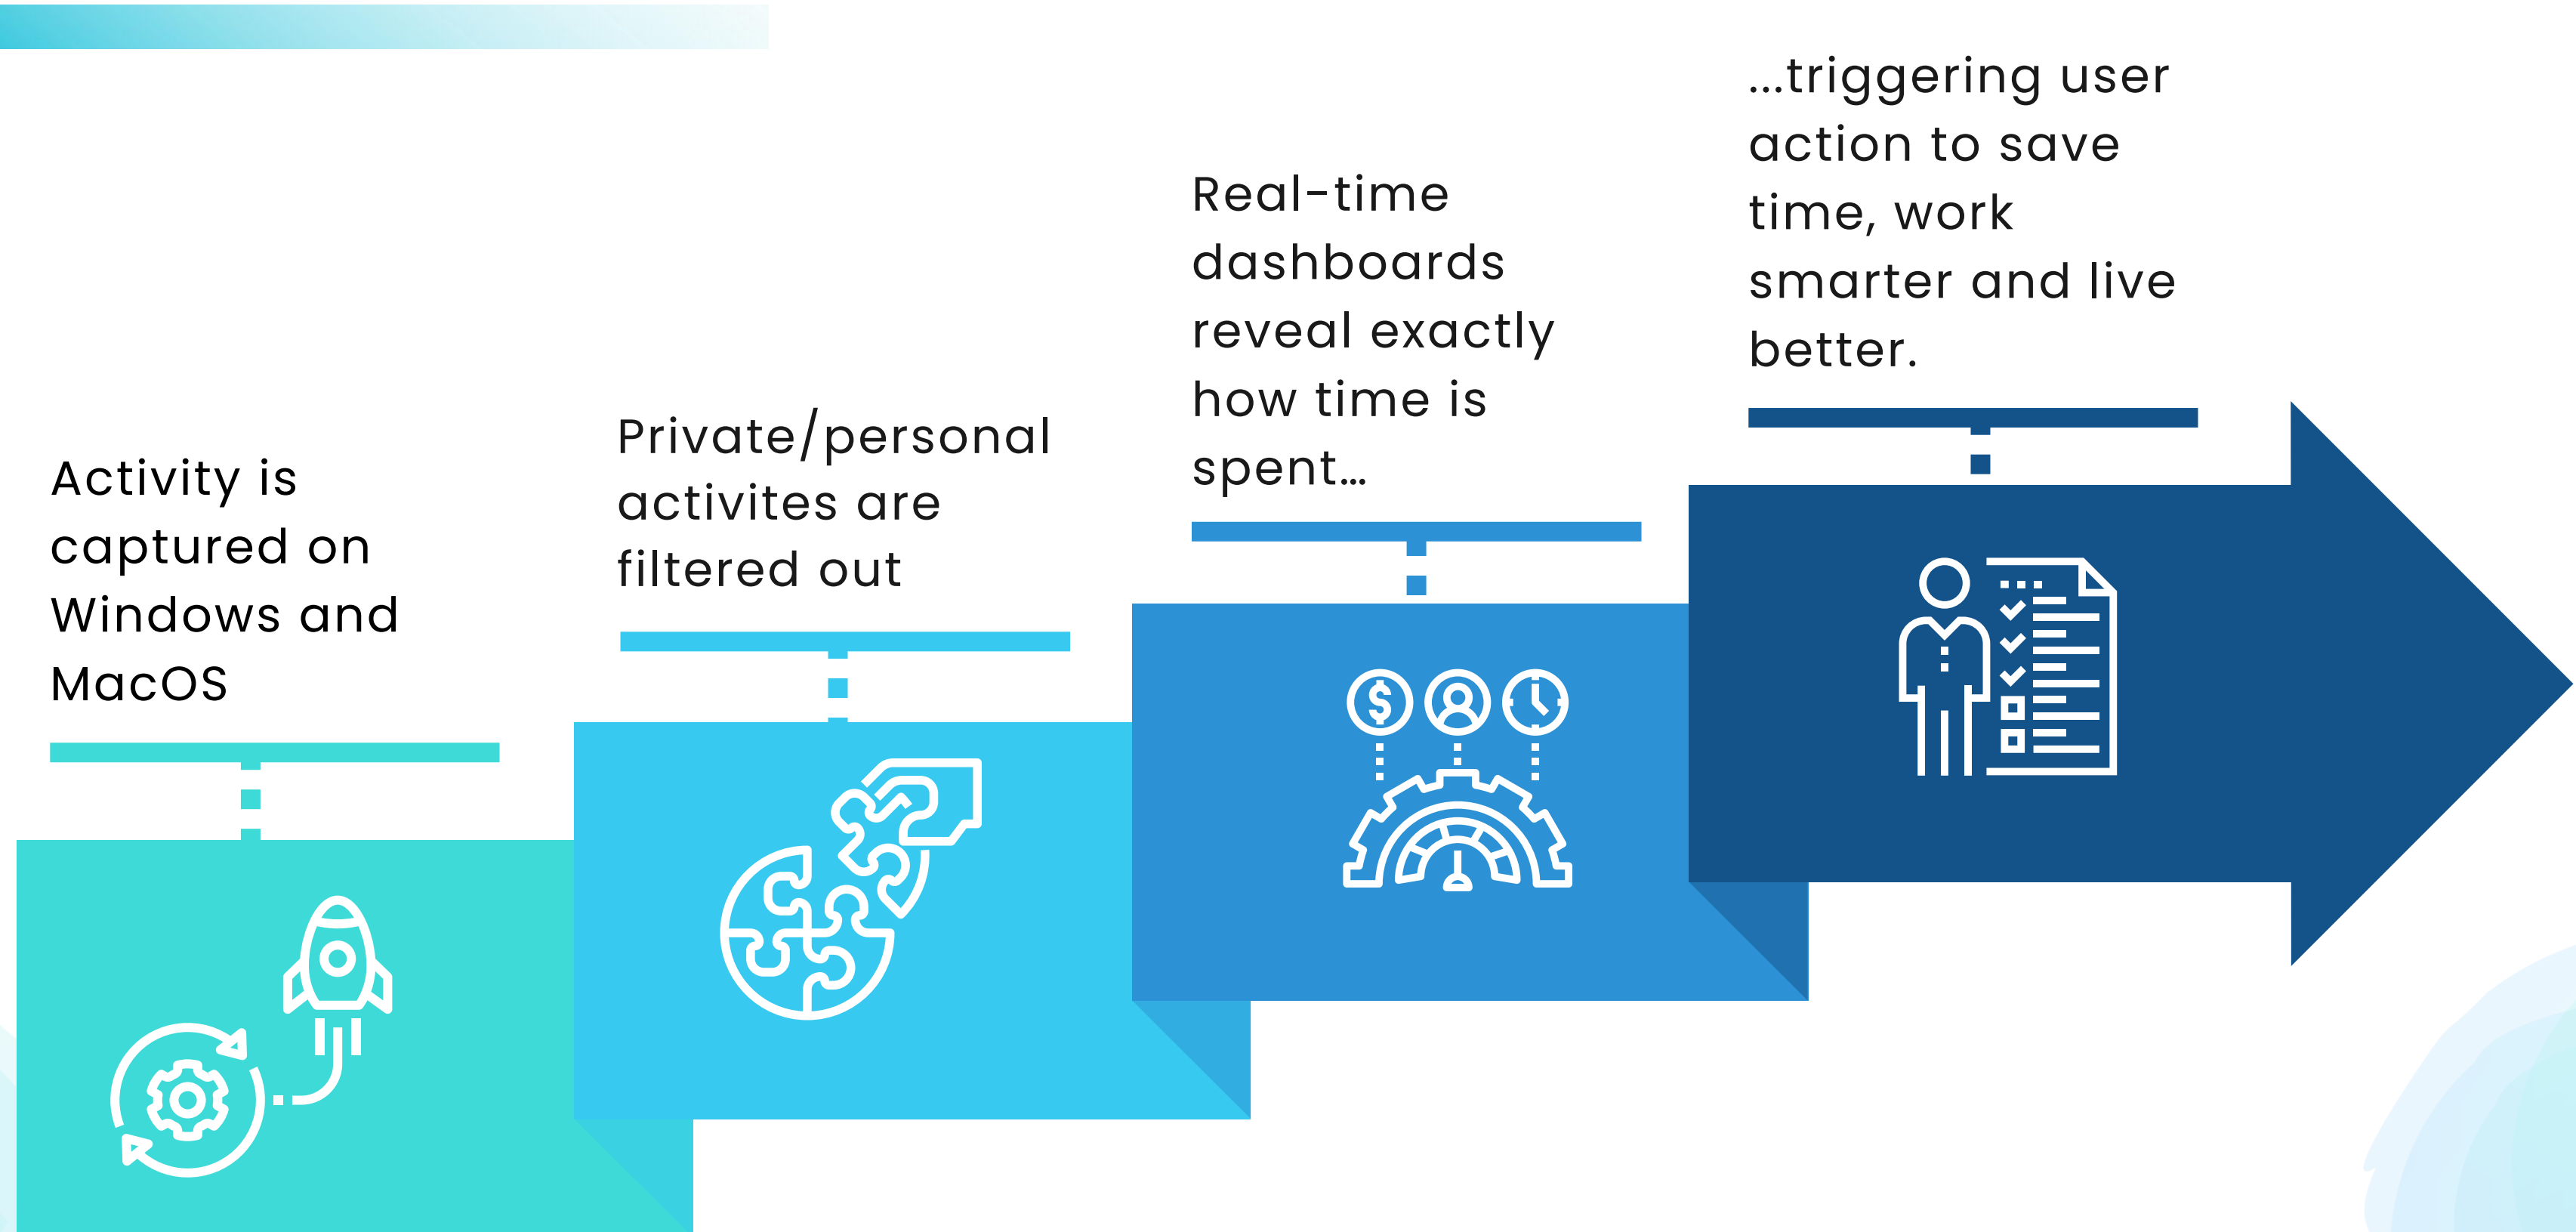 Activity is
captured on
Windows and
MacOS
Private/personal
activites are
filtered out
Real-time
dashboards
reveal exactly
how time is
spent...
...triggering user
action to save
time, work
smarter and live
better.